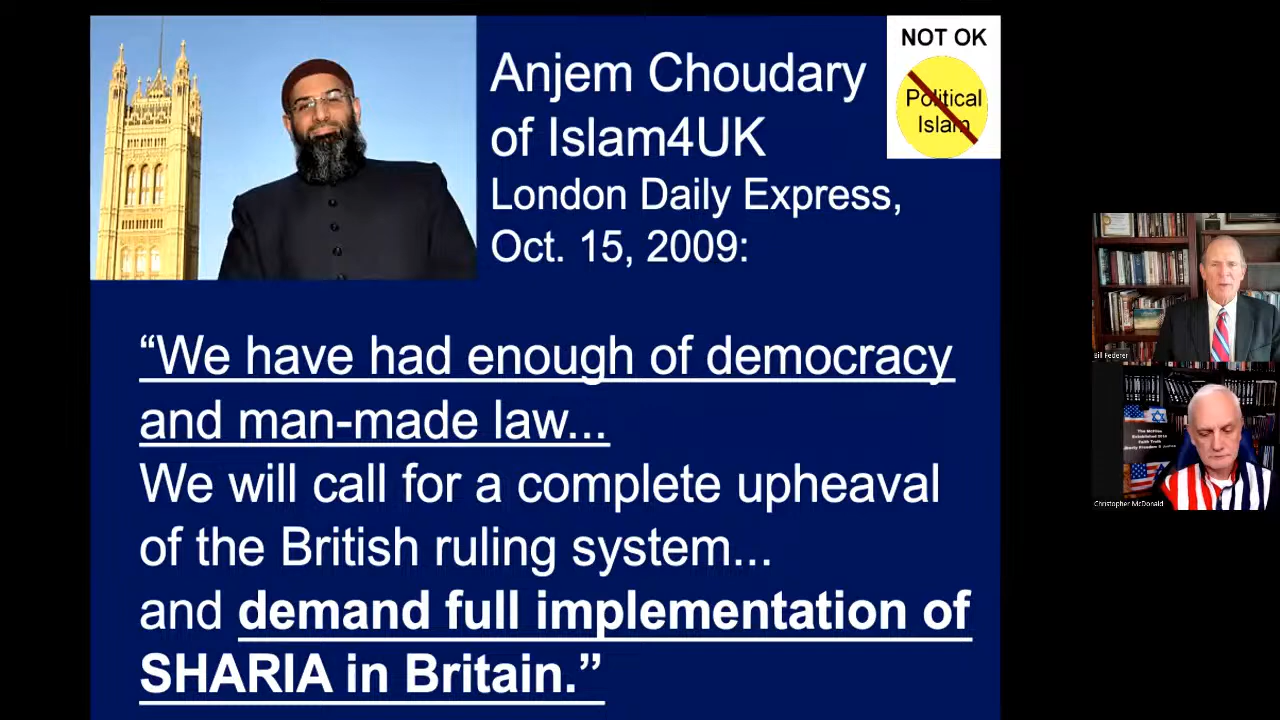 Anjem Choudary
of Islam4UK
London Daily Express,
Oct. 15, 2009:
NOT OK
Political
Islam
“We have had enough of democracy
and man-made law...
We will call for a complete upheaval
of the British ruling system...
and demand full implementation of
SHARIA in Britain.”
Bill Federer
Christopher McDonald